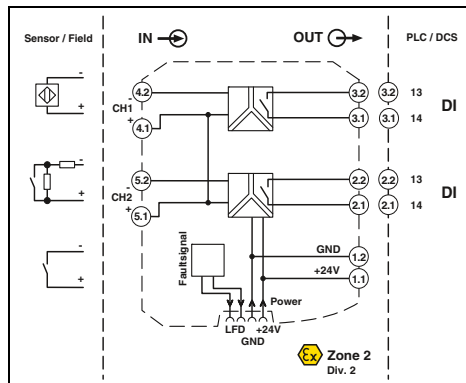 Sensor / Field
IN
OUT
PLC / DCS
-
+
4.2
-
CH1
+
4.1
3.2
3.2
13
3.1
3.1
14
DI
-
+
5.2
-
CH2
+
5.1
2.2
2.2
13
2.1
2.1
14
DI
-
+
Faultsignal
GND
1.2
+24V
1.1
Power
LFD
+24V
GND
Ex
Zone 2
Div. 2